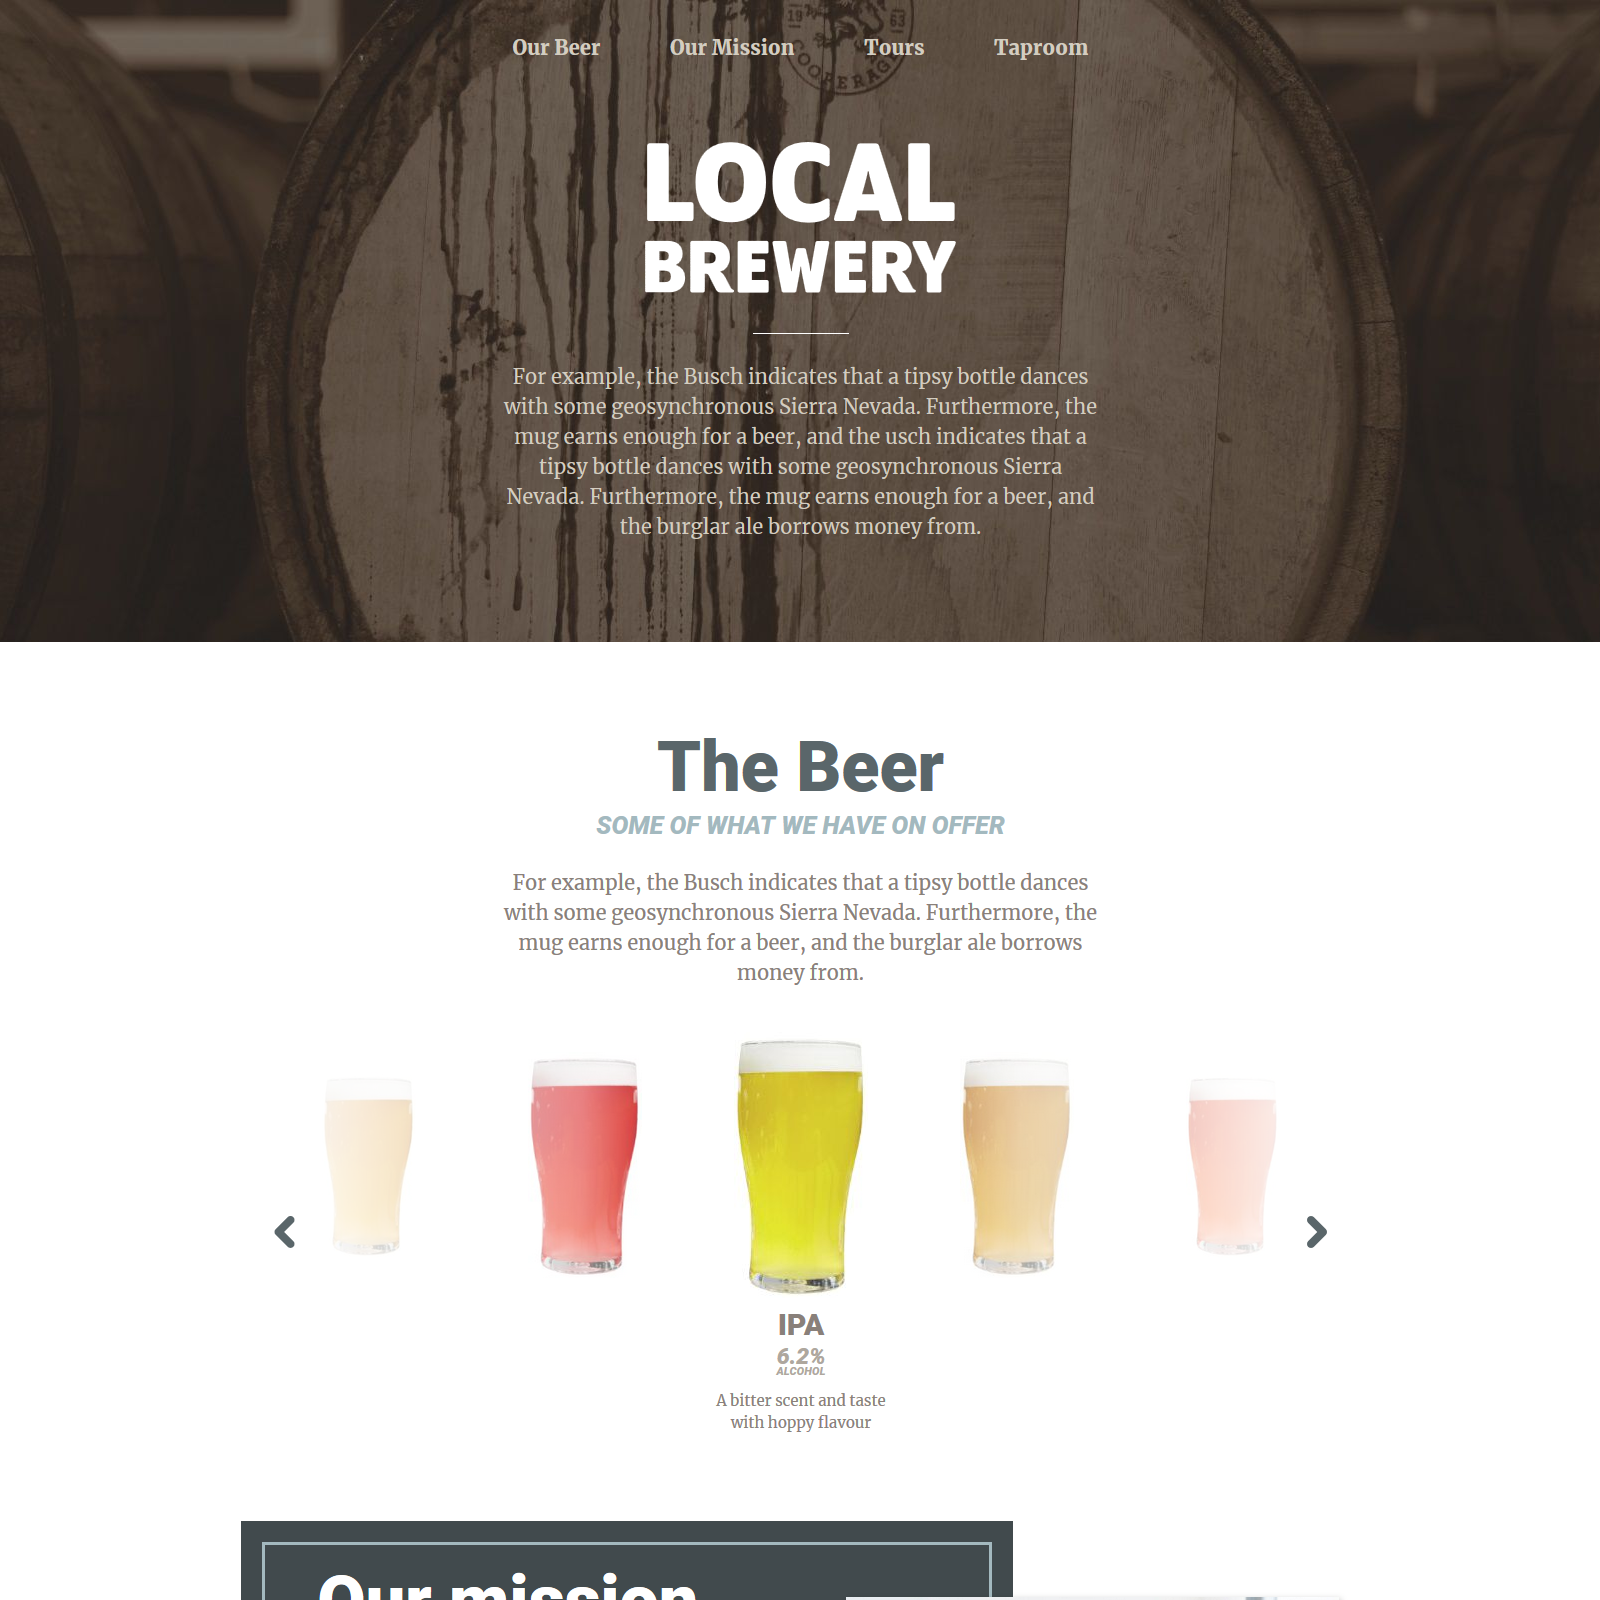 19 63
COOPERAGE
Our Beer Our Mission Tours Taproom
LOCAL
BREWERY
For example, the Busch indicates that a tipsy bottle dances
with some geosynchronous Sierra Nevada. Furthermore, the
mug earns enough for a beer, and the usch indicates that a
tipsy bottle dances with some geosynchronous Sierra
Nevada. Furthermore, the mug earns enough for a beer, and
the burglar ale borrows money from.
The Beer
SOME OF WHAT WE HAVE ON OFFER
For example, the Busch indicates that a tipsy bottle dances
with some geosynchronous Sierra Nevada. Furthermore, the
mug earns enough for a beer, and the burglar ale borrows
money from.
IPA
6.2%
ALCOHOL
A bitter scent and taste
with hoppy flavour
Our mission